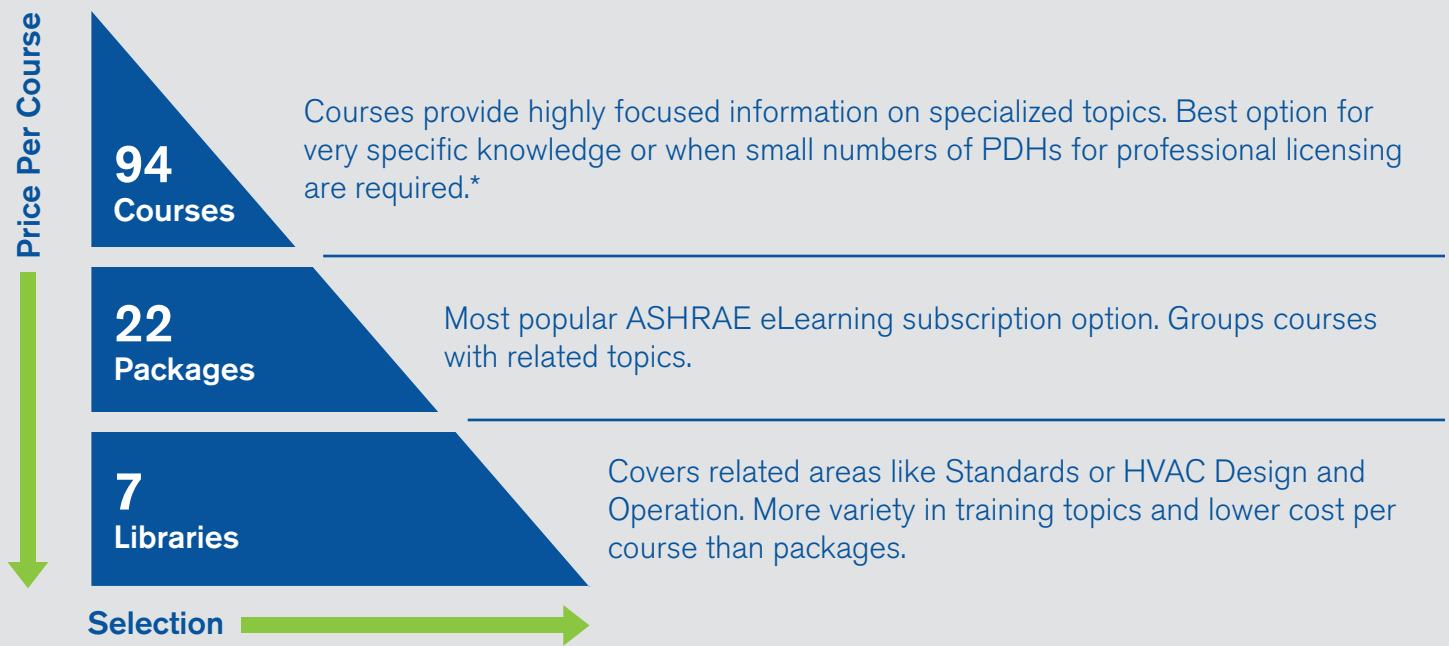 Price Per Course
94
Courses
Courses provide highly focused information on specialized topics. Best option for
very specific knowledge or when small numbers of PDHs for professional licensing
are required.*
22
Packages
Most popular ASHRAE eLearning subscription option. Groups courses
with related topics.
7
Libraries
Covers related areas like Standards or HVAC Design and
Operation. More variety in training topics and lower cost per
course than packages.
Selection